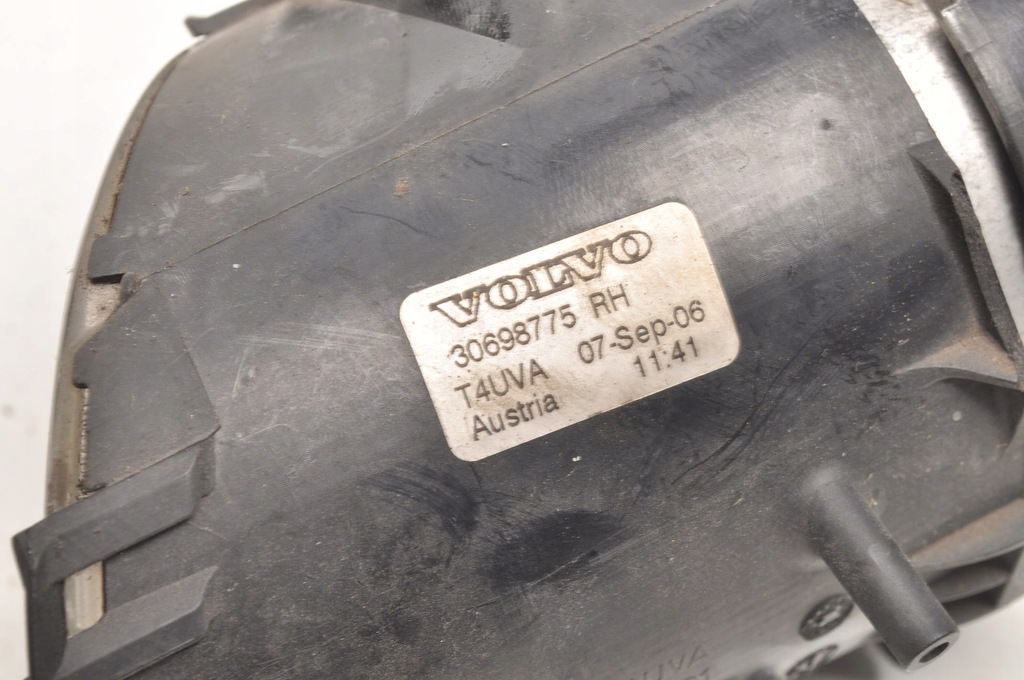 VOLVO
30698775 RH
T4UVA 07-Sep-06
Austria 11:41